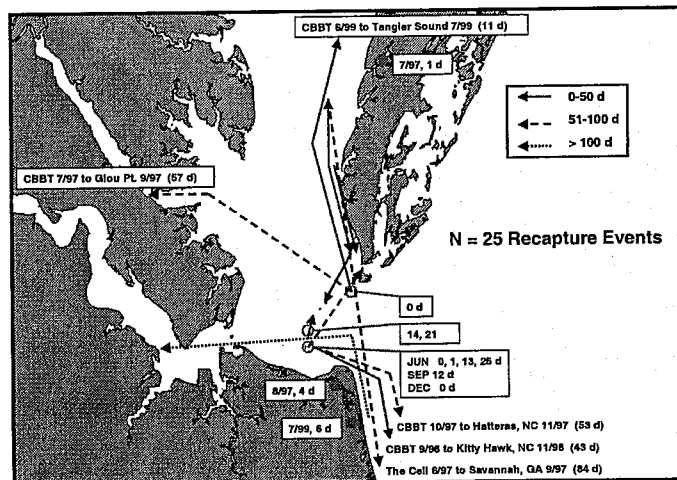 CBBT 6/99 to Tangier Sound 7/99 (11 d)
7/97, 1 d
0-50 d
51-100 d
> 100 d
CBBT 7/97 to Glou Pt. 9/97 (57 d)
N = 25 Recapture Events
0 d
14, 21
JUN 0, 1, 13, 26 d
SEP 12 d
DEC 0 d
8/97, 4 d
7/99, 6 d
CBBT 10/97 to Hatteras, NC 11/97 (53 d)
CBBT 9/98 to Kitty Hawk, NC 11/98 (43 d)
The Cell 6/97 to Savannah, GA 9/97 (84 d)